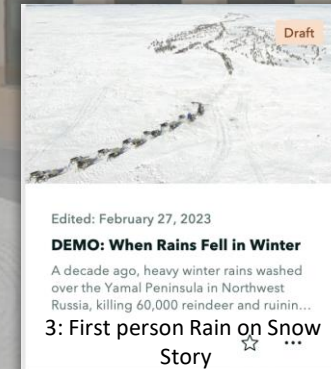 Draft
Edited: February 27, 2023
DEMO: When Rains Fell in Winter
A decade ago, heavy winter rains washed
over the Yamal Peninsula in Northwest
Russia, killing 60,000 reindeer and ruinin...
3: First person Rain on Snow
Story